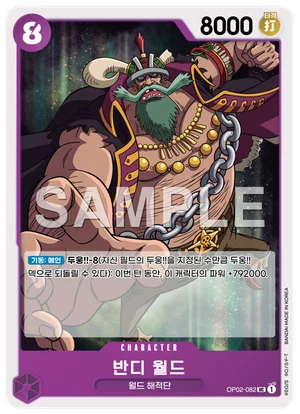 8
8000
타격
打
SAMPLE
기동: 메인 두웅!!-8(자신 필드의 두웅!!을 지정된 수만큼 두웅!!
덱으로 되돌릴 수 있다): 이번 턴 동안, 이 캐릭터의 파워 +792000.
CHARACTER
반디 월드
월드 해적단
OP02-082 UC 1
BANDAI MADE IN KOREA